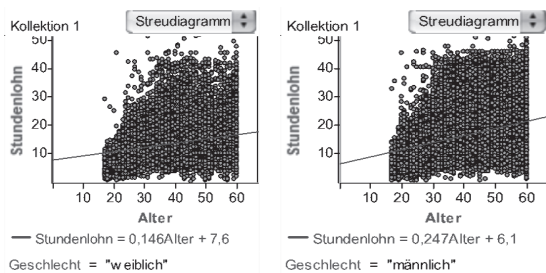 Kollektion 1
Streudiagramm
Stundenlohn
50
40
30
20
10
10 20 30 40 50 60
Alter
Stundenlohn = 0,146Alter + 7,6
Geschlecht = "weiblich"
Kollektion 1
Streudiagramm
Stundenlohn
50
40
30
20
10
10 20 30 40 50 60
Alter
Stundenlohn = 0,247Alter + 6,1
Geschlecht = "männlich"